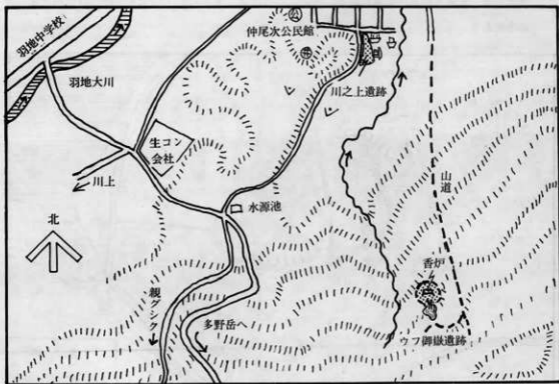 羽地中学校
羽地大川
仲尾次公民館
川之上遺跡
生コン
会社
川上
水源池
北
山道
香炉
親グシク
多野岳へ
ウフ御嶽遺跡